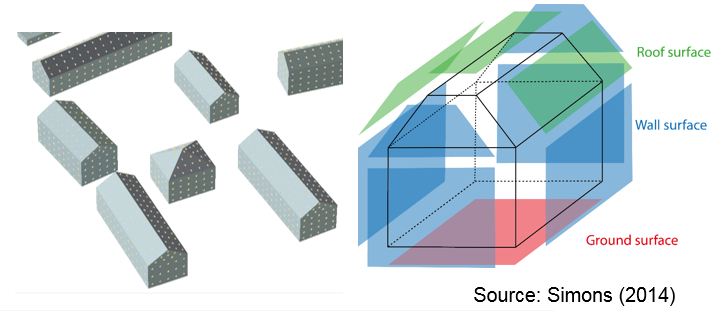 Roof surface
Wall surface
Ground surface
Source: Simons (2014)